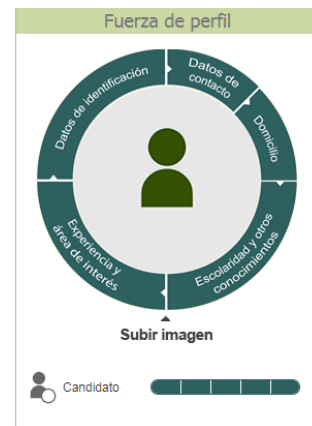 Fuerza de perfil
Datos de identificación
Datos de
contacto
Domicilio
Escolaridad y otros
conocimientos
Experiencia y
área de interés
Subir imagen
Candidato